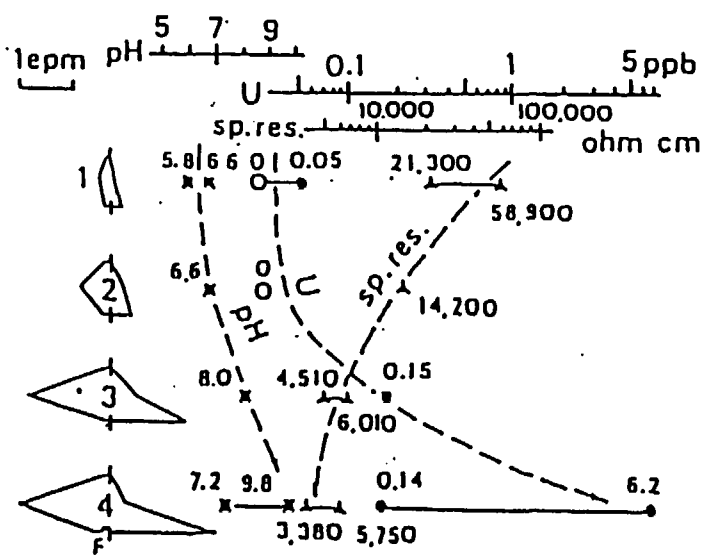 5 7 9
1epm pH
0.1 1 5 ppb
U
10.000 100,000
sp.res. ohm cm
1 5.8 6 6 0 0.05 21,300
58,900
2 6.6 0 U sp.res. 14,200
pH
3 8.0 4,510 0.15
6,010
4 7.2 9.8 0.14 6.2
F 3,380 5,750